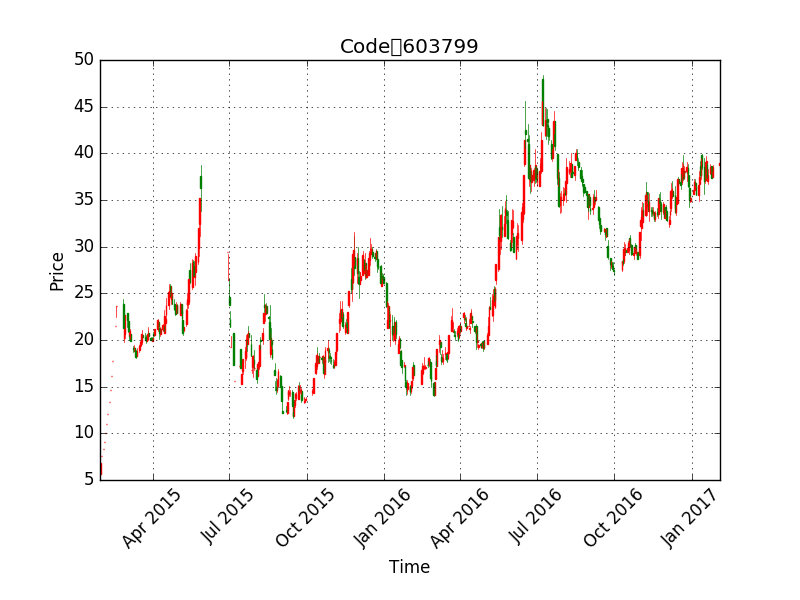 Code▯603799
50
45
40
35
30
25
20
15
10
5
Price
Apr 2015
Jul 2015
Oct 2015
Jan 2016
Apr 2016
Jul 2016
Oct 2016
Jan 2017
Time